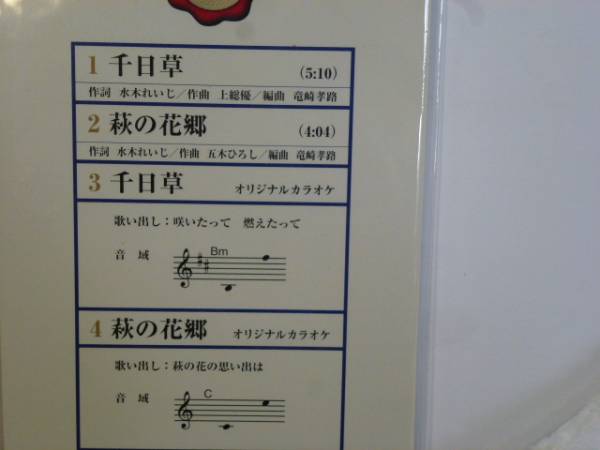 1 千日草 (5:10)
作詞 水木れいじ／作曲 上総優／編曲 竜崎孝路
2 萩の花郷 (4:04)
作詞 水木れいじ／作曲 五木ひろし／編曲 竜崎孝路
3 千日草 オリジナルカラオケ
歌い出し：咲いたって 燃えたって
音域 Bm
4 萩の花郷 オリジナルカラオケ
歌い出し：萩の花の思い出は
音域 C